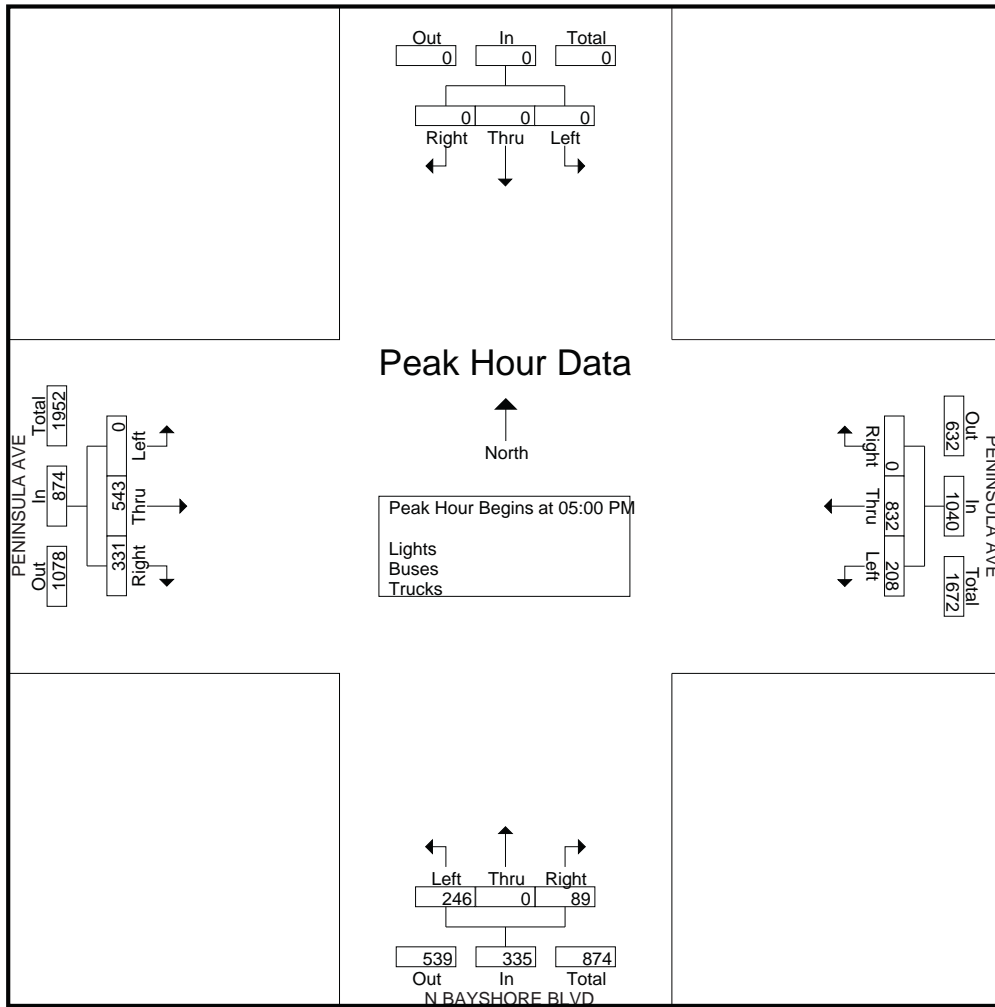 Out In Total
0 0 0
0 0 0
Right Thru Left
Peak Hour Data
North
Peak Hour Begins at 05:00 PM
Lights
Buses
Trucks
PENINSULA AVE
Total In Out
1952 874 1078
0 543 331
Left Thru Right
Right Thru Left
0 832 208
632 1040 1672
Out In Total
PENINSULA AVE
Left Thru Right
246 0 89
539 335 874
Out In Total
N BAYSHORE BLVD